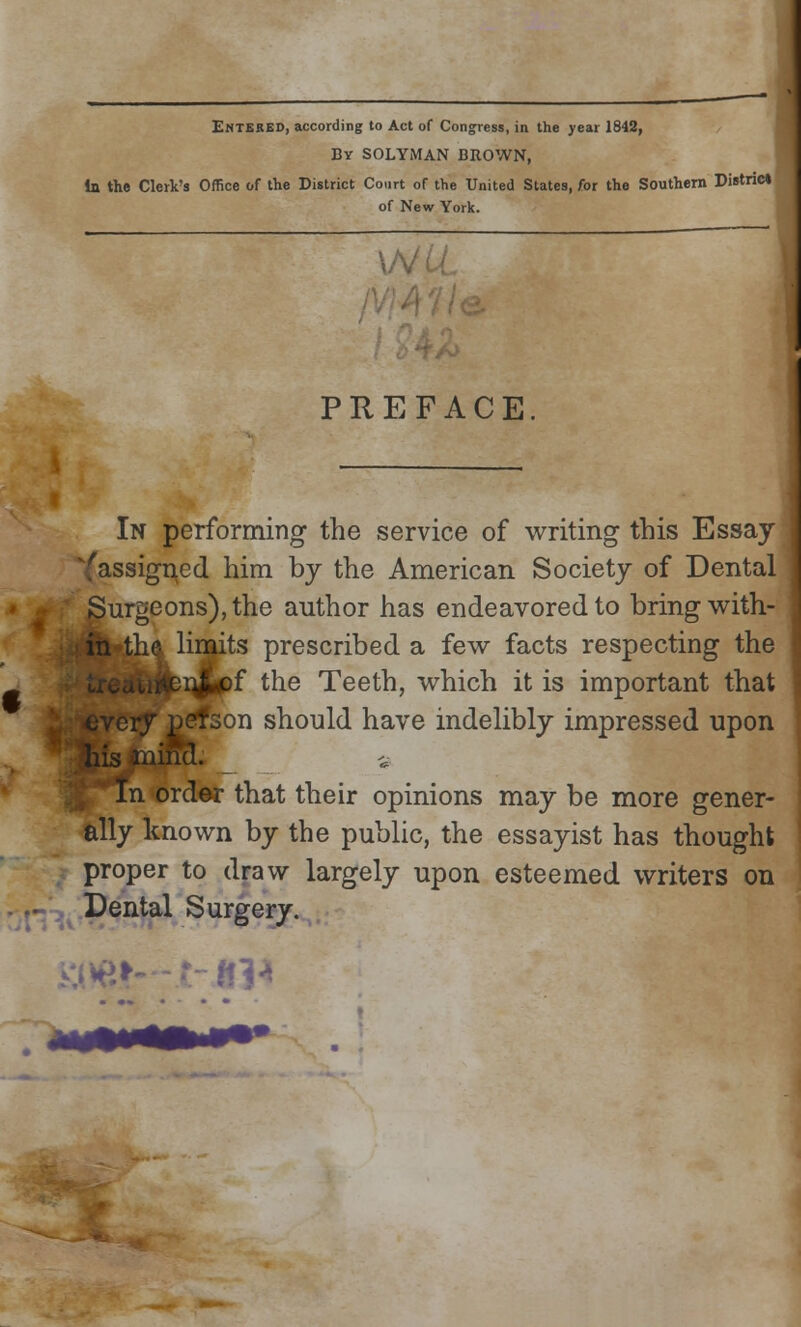 Entered, according to Act of Congress, in the year 1842,
By SOLYMAN BROWN,
in the Clerk's Office of the District Court of the United States, for the Southern District
of New York.
WU
MA71e
1842
PREFACE.
In performing the service of writing this Essay
(assigned him by the American Society of Dental
Surgeons), the author has endeavored to bring with-
in the limits prescribed a few facts respecting the
treatment of the Teeth, which it is important that
every person should have indelibly impressed upon
his mind.
In order that their opinions may be more gener-
ally known by the public, the essayist has thought
proper to draw largely upon esteemed writers on
Dental Surgery.